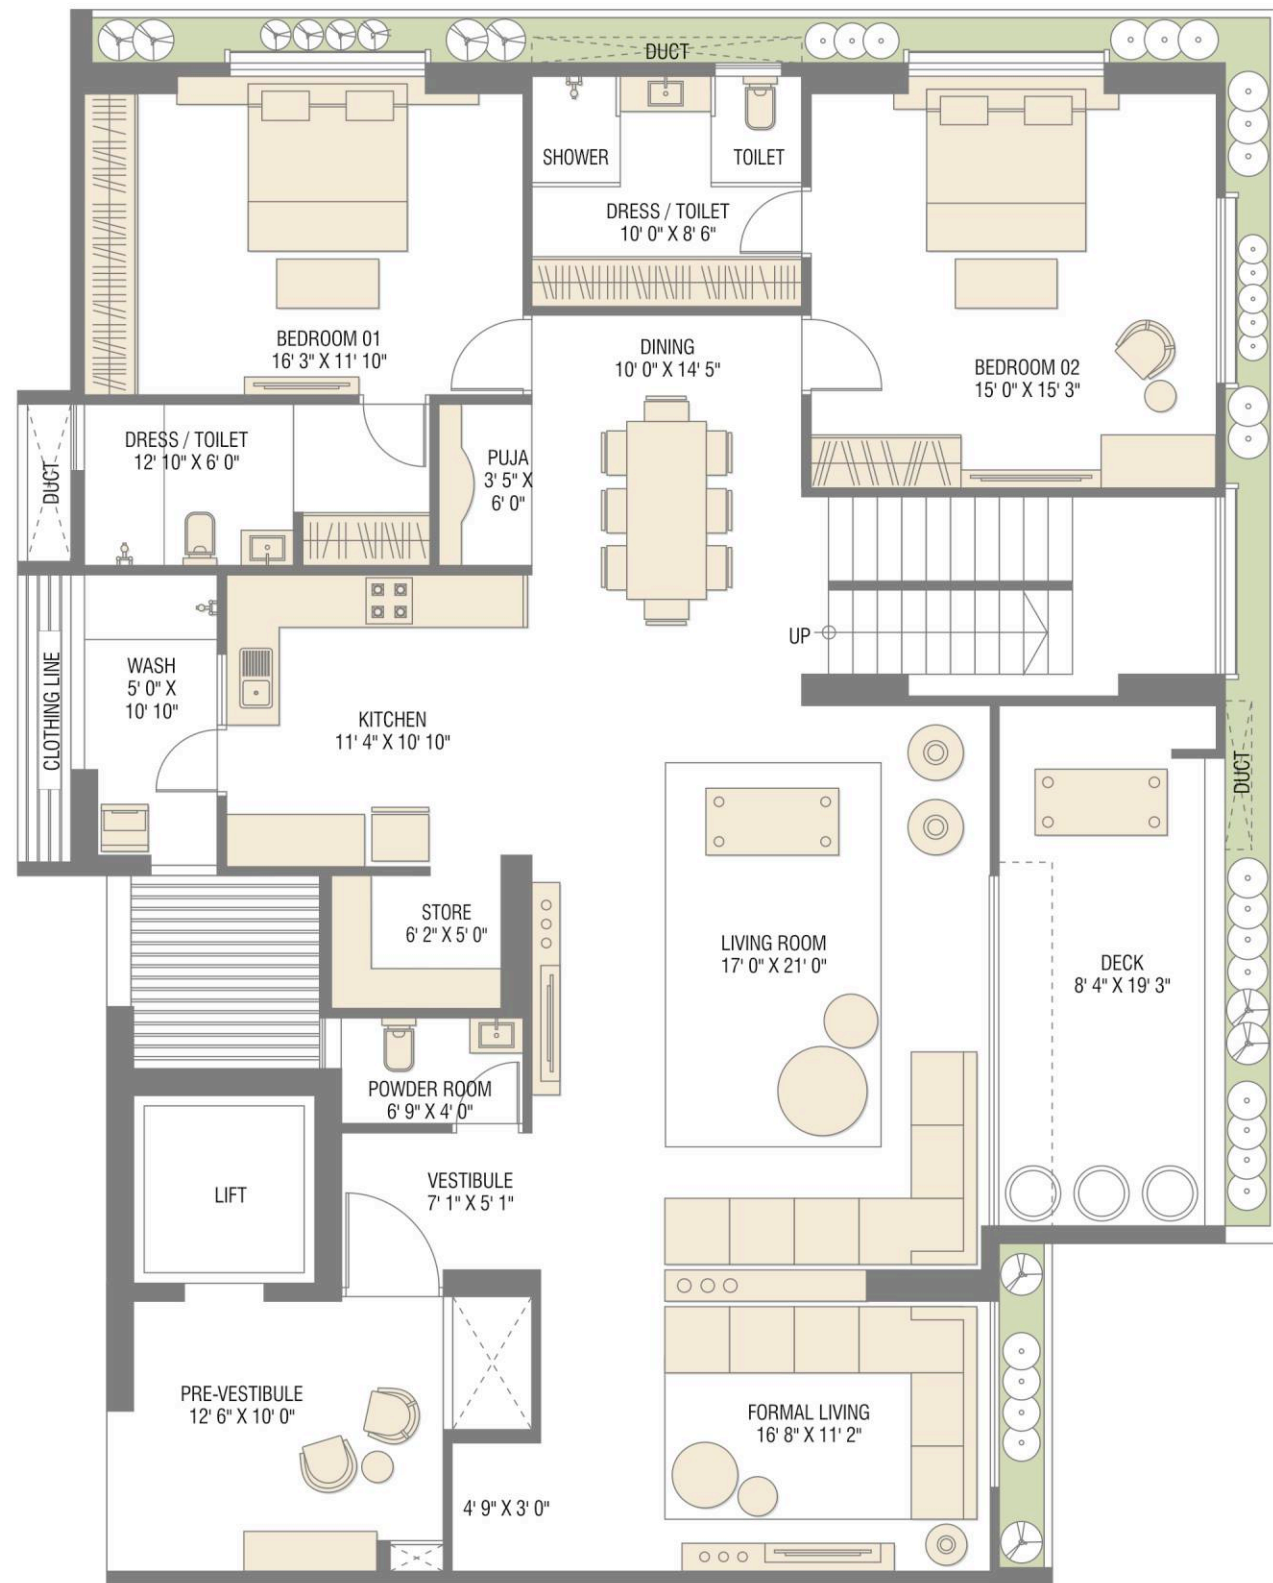 DUCT
SHOWER
TOILET
DRESS / TOILET
10' 0" X 8' 6"
BEDROOM 01
16' 3" X 11' 10"
DINING
10' 0" X 14' 5"
BEDROOM 02
15' 0" X 15' 3"
DRESS / TOILET
12' 10" X 6' 0"
DUCT
PUJA
3' 5" X
6' 0"
UP
CLOTHING LINE
WASH
5' 0" X
10' 10"
KITCHEN
11' 4" X 10' 10"
DUCT
STORE
6' 2" X 5' 0"
LIVING ROOM
17' 0" X 21' 0"
DECK
8' 4" X 19' 3"
POWDER ROOM
6' 9" X 4' 0"
LIFT
VESTIBULE
7' 1" X 5' 1"
PRE-VESTIBULE
12' 6" X 10' 0"
FORMAL LIVING
16' 8" X 11' 2"
4' 9" X 3' 0"